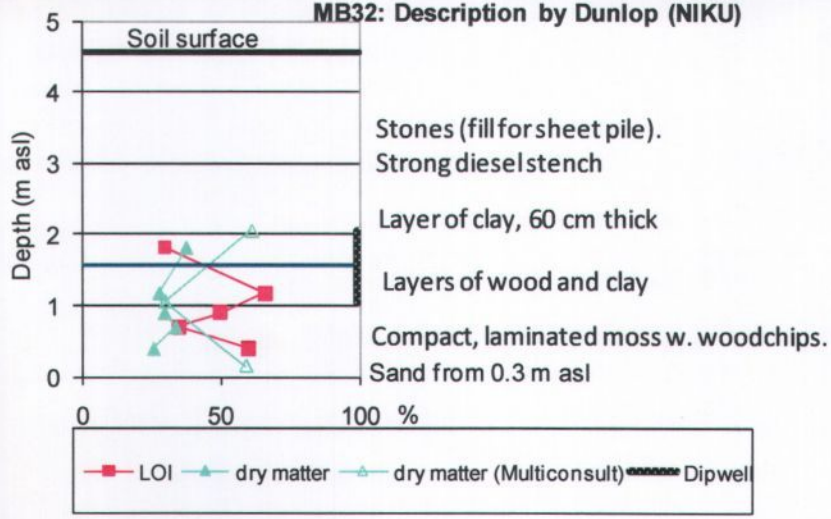 MB32: Description by Dunlop (NIKU)
5
Soil surface
4
Stones (fill for sheet pile).
3
Strong diesel stench
Depth (m asl)
Layer of clay, 60 cm thick
2
Layers of wood and clay
1
Compact, laminated moss w. woodchips.
0
Sand from 0.3 m asl
0 50 100 %
LOI dry matter dry matter (Multiconsult) Dipwell